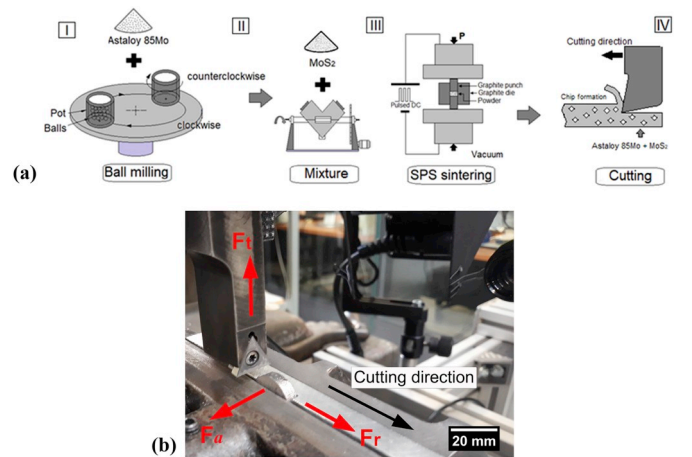 I
Astaloy 85Mo
counterclockwise
Pot
Balls
clockwise
Ball milling
II
MoS2
Mixture
III
P
Pulsed DC
Graphite punch
Graphite die
Powder
Vacuum
SPS sintering
IV
Cutting direction
Chip formation
Astaloy 85Mo + MoS2
Cutting
(a)
Ft
Cutting direction
Fa
Fr
20 mm
(b)